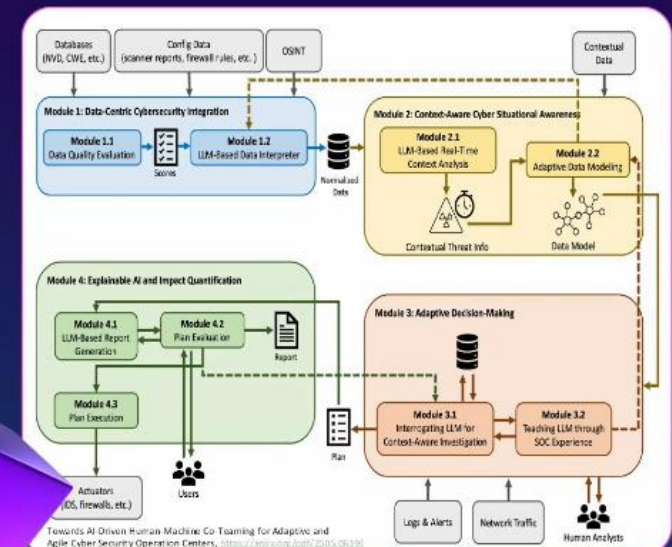 Databases
(NVD, CWE, etc.)
Config Data
(scanner reports, firewall rules, etc. )
OSINT
Contextual
Data
Module 1: Data-Centric Cybersecurity Integration
Module 1.1
Data Quality Evaluation
Scores
Module 1.2
LLM-Based Data Interpreter
Normalized
Data
Module 2: Context-Aware Cyber Situational Awareness
Module 2.1
LLM-Based Real-Time
Context Analysis
Module 2.2
Adaptive Data Modeling
Contextual Threat Info
Data Model
Module 4: Explainable AI and Impact Quantification
Module 4.1
LLM-Based Report
Generation
Module 4.2
Plan Evaluation
Report
Module 4.3
Plan Execution
Module 3: Adaptive Decision-Making
Module 3.1
Interrogating LLM for
Context-Aware Investigation
Module 3.2
Teaching LLM through
SOC Experience
Plan
Actuators
(IDS, firewalls, etc.)
Users
Logs & Alerts
Network Traffic
Human Analysts
Towards AI-Driven Human-Machine Co-Teaming for Adaptive and
Agile Cyber Security Operation Centers,